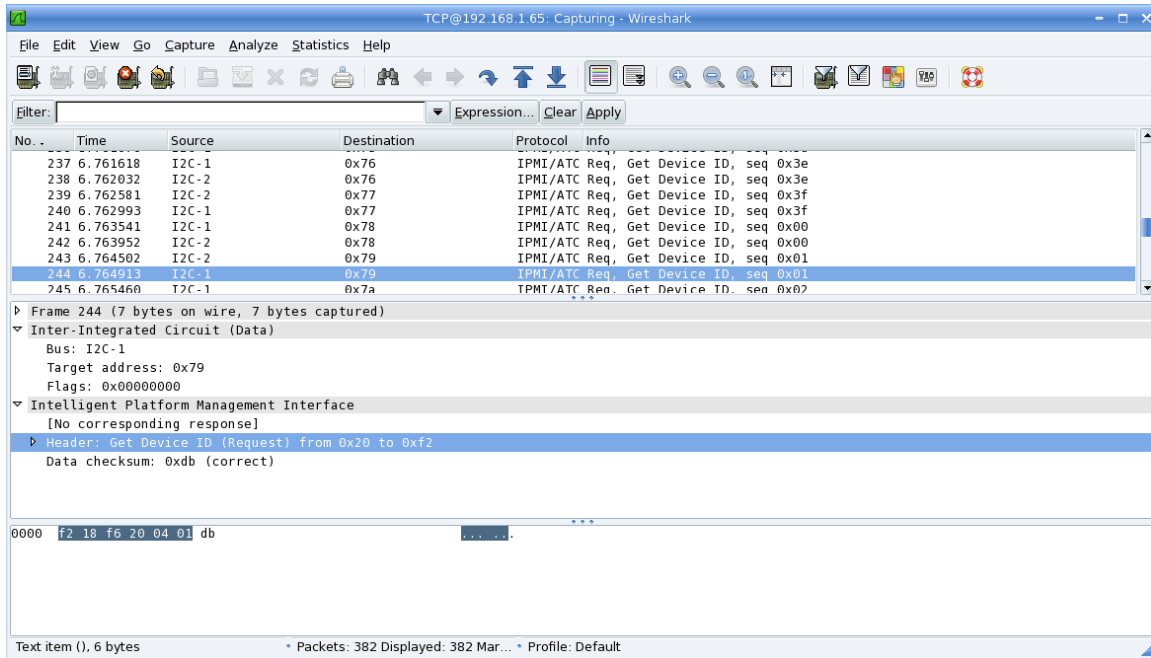 TCP@192.168.1.65: Capturing - Wireshark
File Edit View Go Capture Analyze Statistics Help
Filter: Expression... Clear Apply
No. . Time Source Destination Protocol Info
237 6.761618 I2C-1 0x76 IPMI/ATC Req, Get Device ID, seq 0x3e
238 6.762032 I2C-2 0x76 IPMI/ATC Req, Get Device ID, seq 0x3e
239 6.762581 I2C-2 0x77 IPMI/ATC Req, Get Device ID, seq 0x3f
240 6.762993 I2C-1 0x77 IPMI/ATC Req, Get Device ID, seq 0x3f
241 6.763541 I2C-1 0x78 IPMI/ATC Req, Get Device ID, seq 0x00
242 6.763952 I2C-2 0x78 IPMI/ATC Req, Get Device ID, seq 0x00
243 6.764502 I2C-2 0x79 IPMI/ATC Req, Get Device ID, seq 0x01
244 6.764913 I2C-1 0x79 IPMI/ATC Req, Get Device ID, seq 0x01
245 6.765460 I2C-1 0x7a IPMI/ATC Req, Get Device ID, seq 0x02
Frame 244 (7 bytes on wire, 7 bytes captured)
Inter-Integrated Circuit (Data)
Bus: I2C-1
Target address: 0x79
Flags: 0x00000000
Intelligent Platform Management Interface
[No corresponding response]
Header: Get Device ID (Request) from 0x20 to 0xf2
Data checksum: 0xdb (correct)
0000 f2 18 f6 20 04 01 db ... ...
Text item (), 6 bytes Packets: 382 Displayed: 382 Mar... Profile: Default